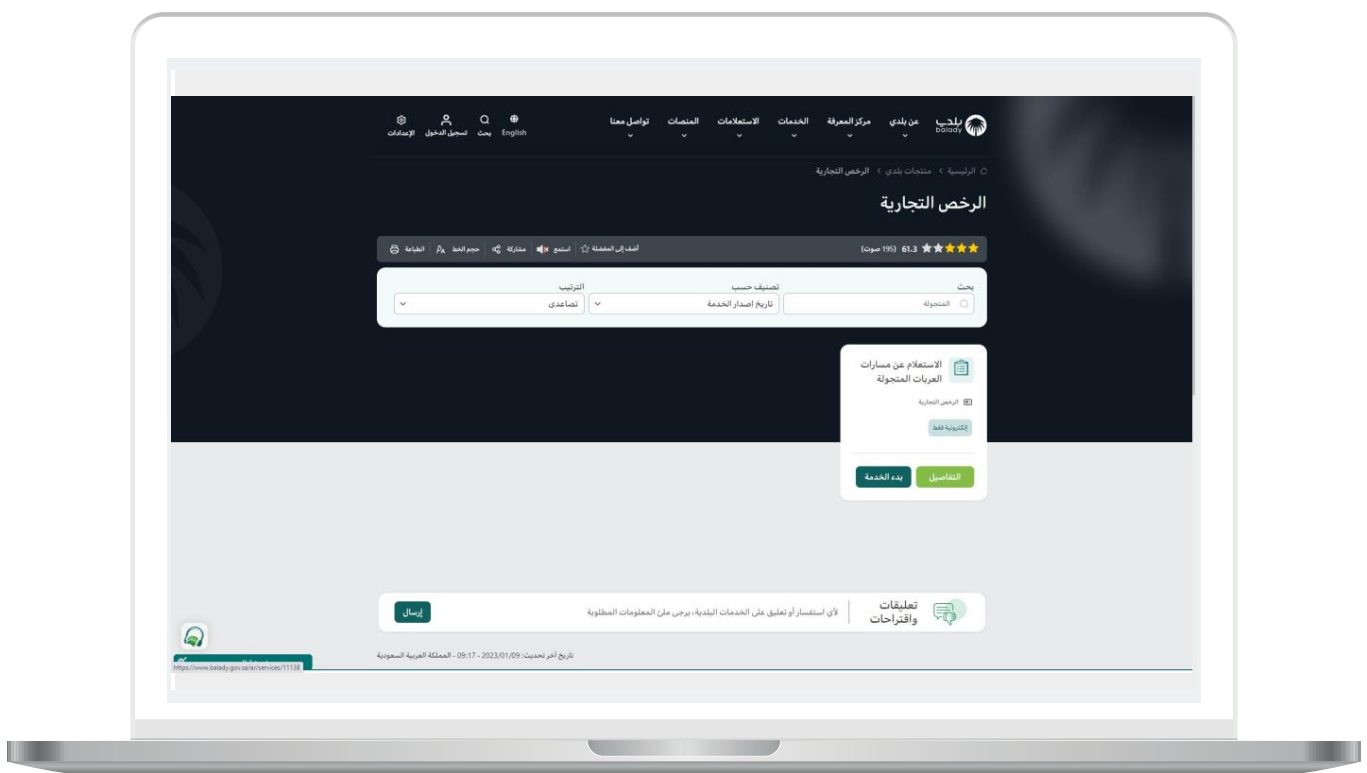 بلدي
balady
عن بلدي
مركز المعرفة
الخدمات
الاستعلامات
المنصات
تواصل معنا
English
بحث
تسجيل الدخول
الإعدادات
الرئيسية > منتجات بلدي > الرخص التجارية
الرخص التجارية
61.3 (195 صوت)
أضف إلى المفضلة
استمع
مشاركة
حجم الخط
الطباعة
بحث
تصنيف حسب
الترتيب
المتجولة
تاريخ إصدار الخدمة
تصاعدى
الاستعلام عن مسارات
العربات المتجولة
الرخص التجارية
إلكترونية فقط
التفاصيل
بدء الخدمة
تعليقات
واقتراحات
لأي استفسار أو تعليق على الخدمات البلدية، يرجى ملئ المعلومات المطلوبة
إرسال
تاريخ آخر تحديث: 2023/01/09 - 09:17 - المملكة العربية السعودية
https://www.balady.gov.sa/ar/services/11138